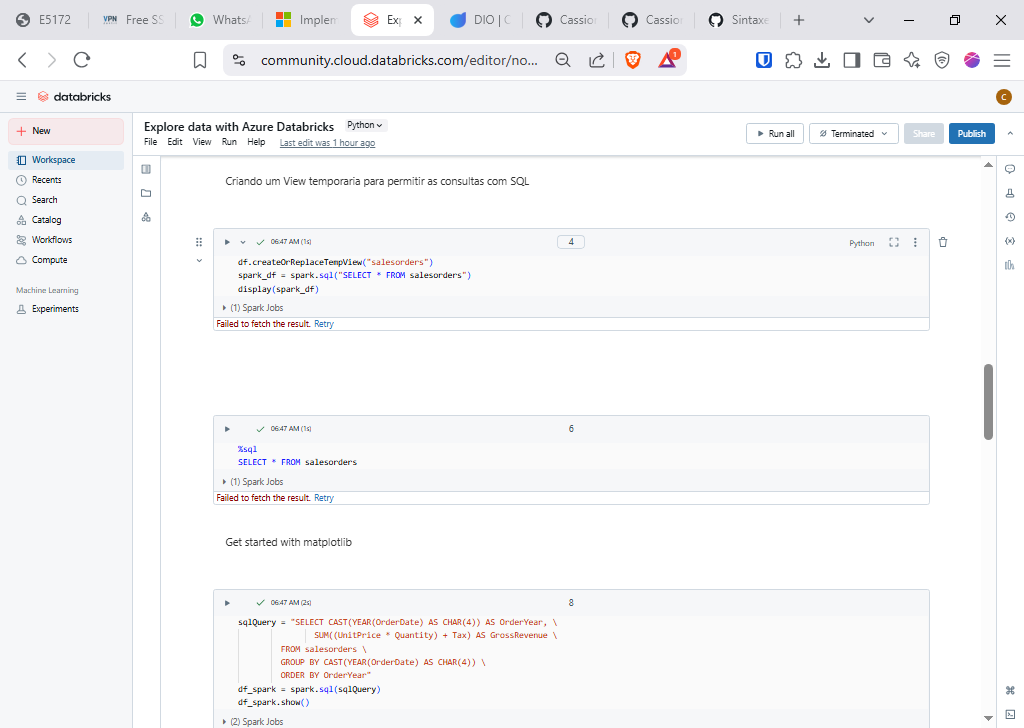 E5172
VPN Free SS
Whats
Implem
Exp
DIO | C
Cassio
Cassio
Sintaxe
community.cloud.databricks.com/editor/no...
1
databricks
C
New
Workspace
Recents
Search
Catalog
Workflows
Compute
Machine Learning
Experiments
Explore data with Azure Databricks Python
File Edit View Run Help Last edit was 1 hour ago
Run all Terminated Share Publish
Criando um View temporaria para permitir as consultas com SQL
06:47 AM (1s) 4 Python
df.createOrReplaceTempView("salesorders")
spark_df = spark.sql("SELECT * FROM salesorders")
display(spark_df)
(1) Spark Jobs
Failed to fetch the result. Retry
06:47 AM (1s) 6
%sql
SELECT * FROM salesorders
(1) Spark Jobs
Failed to fetch the result. Retry
Get started with matplotlib
06:47 AM (2s) 8
sqlQuery = "SELECT CAST(YEAR(OrderDate) AS CHAR(4)) AS OrderYear, \
SUM((UnitPrice * Quantity) + Tax) AS GrossRevenue \
FROM salesorders \
GROUP BY CAST(YEAR(OrderDate) AS CHAR(4)) \
ORDER BY OrderYear"
df_spark = spark.sql(sqlQuery)
df_spark.show()
(2) Spark Jobs